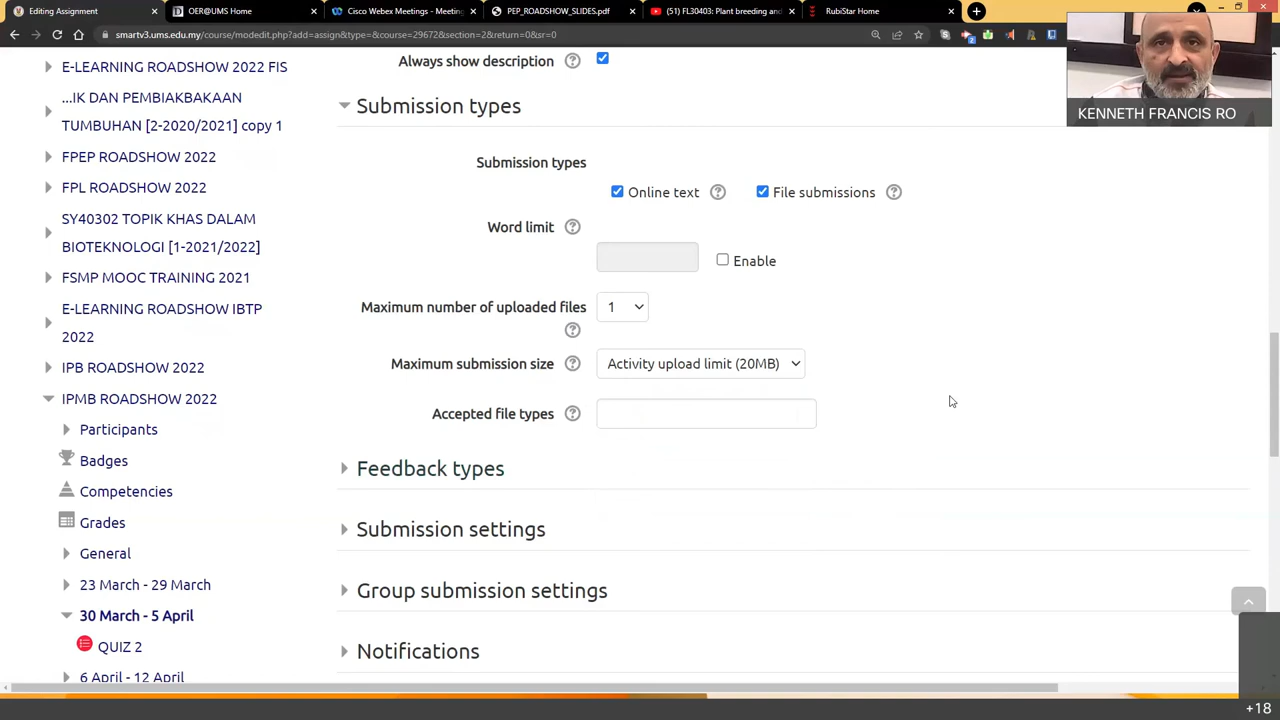 Editing Assignment
OER@UMS Home
Cisco Webex Meetings - Meeting
PEP_ROADSHOW_SLIDES.pdf
(51) FL30403: Plant breeding and
RubiStar Home
smartv3.ums.edu.my/course/modedit.php?add=assign&type=&course=29672&section=2&return=0&sr=0
KENNETH FRANCIS RO
E-LEARNING ROADSHOW 2022 FIS
...IK DAN PEMBIAKBAKAAN
TUMBUHAN [2-2020/2021] copy 1
FPEP ROADSHOW 2022
FPL ROADSHOW 2022
SY40302 TOPIK KHAS DALAM
BIOTEKNOLOGI [1-2021/2022]
FSMP MOOC TRAINING 2021
E-LEARNING ROADSHOW IBTP
2022
IPB ROADSHOW 2022
IPMB ROADSHOW 2022
Participants
Badges
Competencies
Grades
General
23 March - 29 March
30 March - 5 April
QUIZ 2
6 April - 12 April
Always show description
Submission types
Submission types
Online text
File submissions
Word limit
Enable
Maximum number of uploaded files
1
Maximum submission size
Activity upload limit (20MB)
Accepted file types
Feedback types
Submission settings
Group submission settings
Notifications
+18